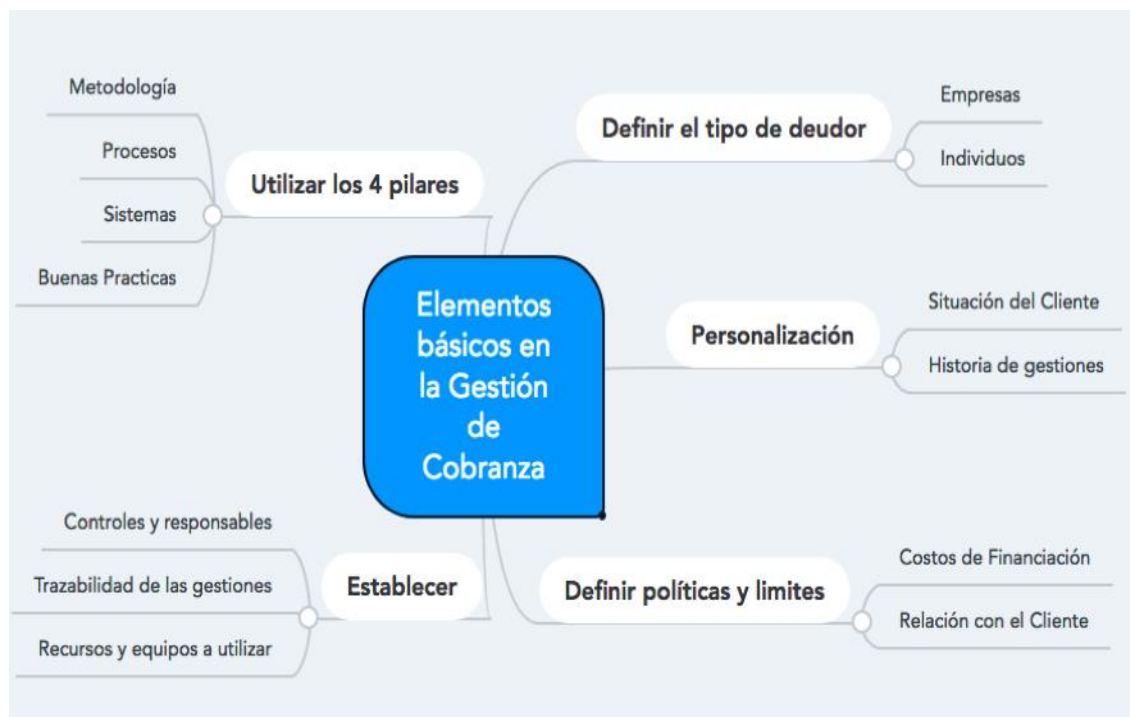 Elementos
básicos en
la Gestión
de
Cobranza
Utilizar los 4 pilares
Metodología
Procesos
Sistemas
Buenas Practicas
Definir el tipo de deudor
Empresas
Individuos
Personalización
Situación del Cliente
Historia de gestiones
Establecer
Controles y responsables
Trazabilidad de las gestiones
Recursos y equipos a utilizar
Definir políticas y limites
Costos de Financiación
Relación con el Cliente